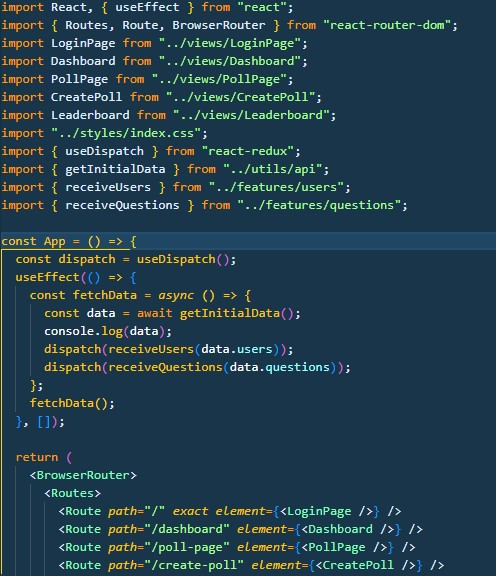 import React, { useEffect } from "react";
import { Routes, Route, BrowserRouter } from "react-router-dom";
import LoginPage from "../views/LoginPage";
import Dashboard from "../views/Dashboard";
import PollPage from "../views/PollPage";
import CreatePoll from "../views/CreatePoll";
import Leaderboard from "../views/Leaderboard";
import "../styles/index.css";
import { useDispatch } from "react-redux";
import { getInitialData } from "../utils/api";
import { receiveUsers } from "../features/users";
import { receiveQuestions } from "../features/questions";

const App = () => {
  const dispatch = useDispatch();
  useEffect(() => {
    const fetchData = async () => {
      const data = await getInitialData();
      console.log(data);
      dispatch(receiveUsers(data.users));
      dispatch(receiveQuestions(data.questions));
    };
    fetchData();
  }, []);

  return (
    <BrowserRouter>
      <Routes>
        <Route path="/" exact element={<LoginPage />} />
        <Route path="/dashboard" element={<Dashboard />} />
        <Route path="/poll-page" element={<PollPage />} />
        <Route path="/create-poll" element={<CreatePoll />} />